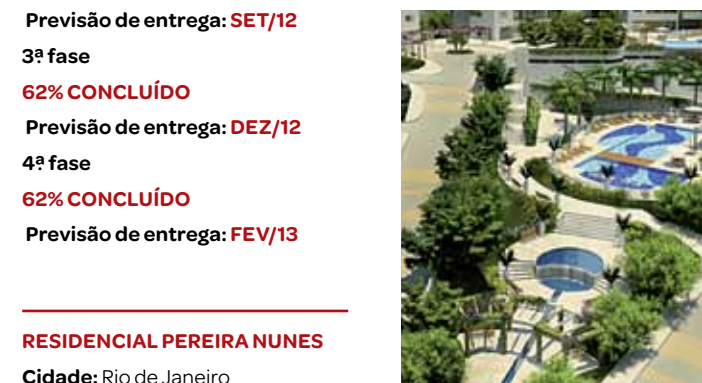 Previsão de entrega: SET/12
3ª fase
62% CONCLUÍDO
Previsão de entrega: DEZ/12
4ª fase
62% CONCLUÍDO
Previsão de entrega: FEV/13
RESIDENCIAL PEREIRA NUNES
Cidade: Rio de Janeiro